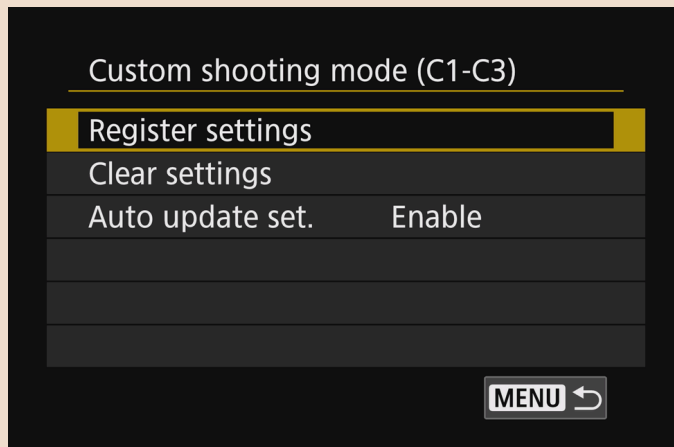 Custom shooting mode (C1-C3)
Register settings
Clear settings
Auto update set. Enable
MENU